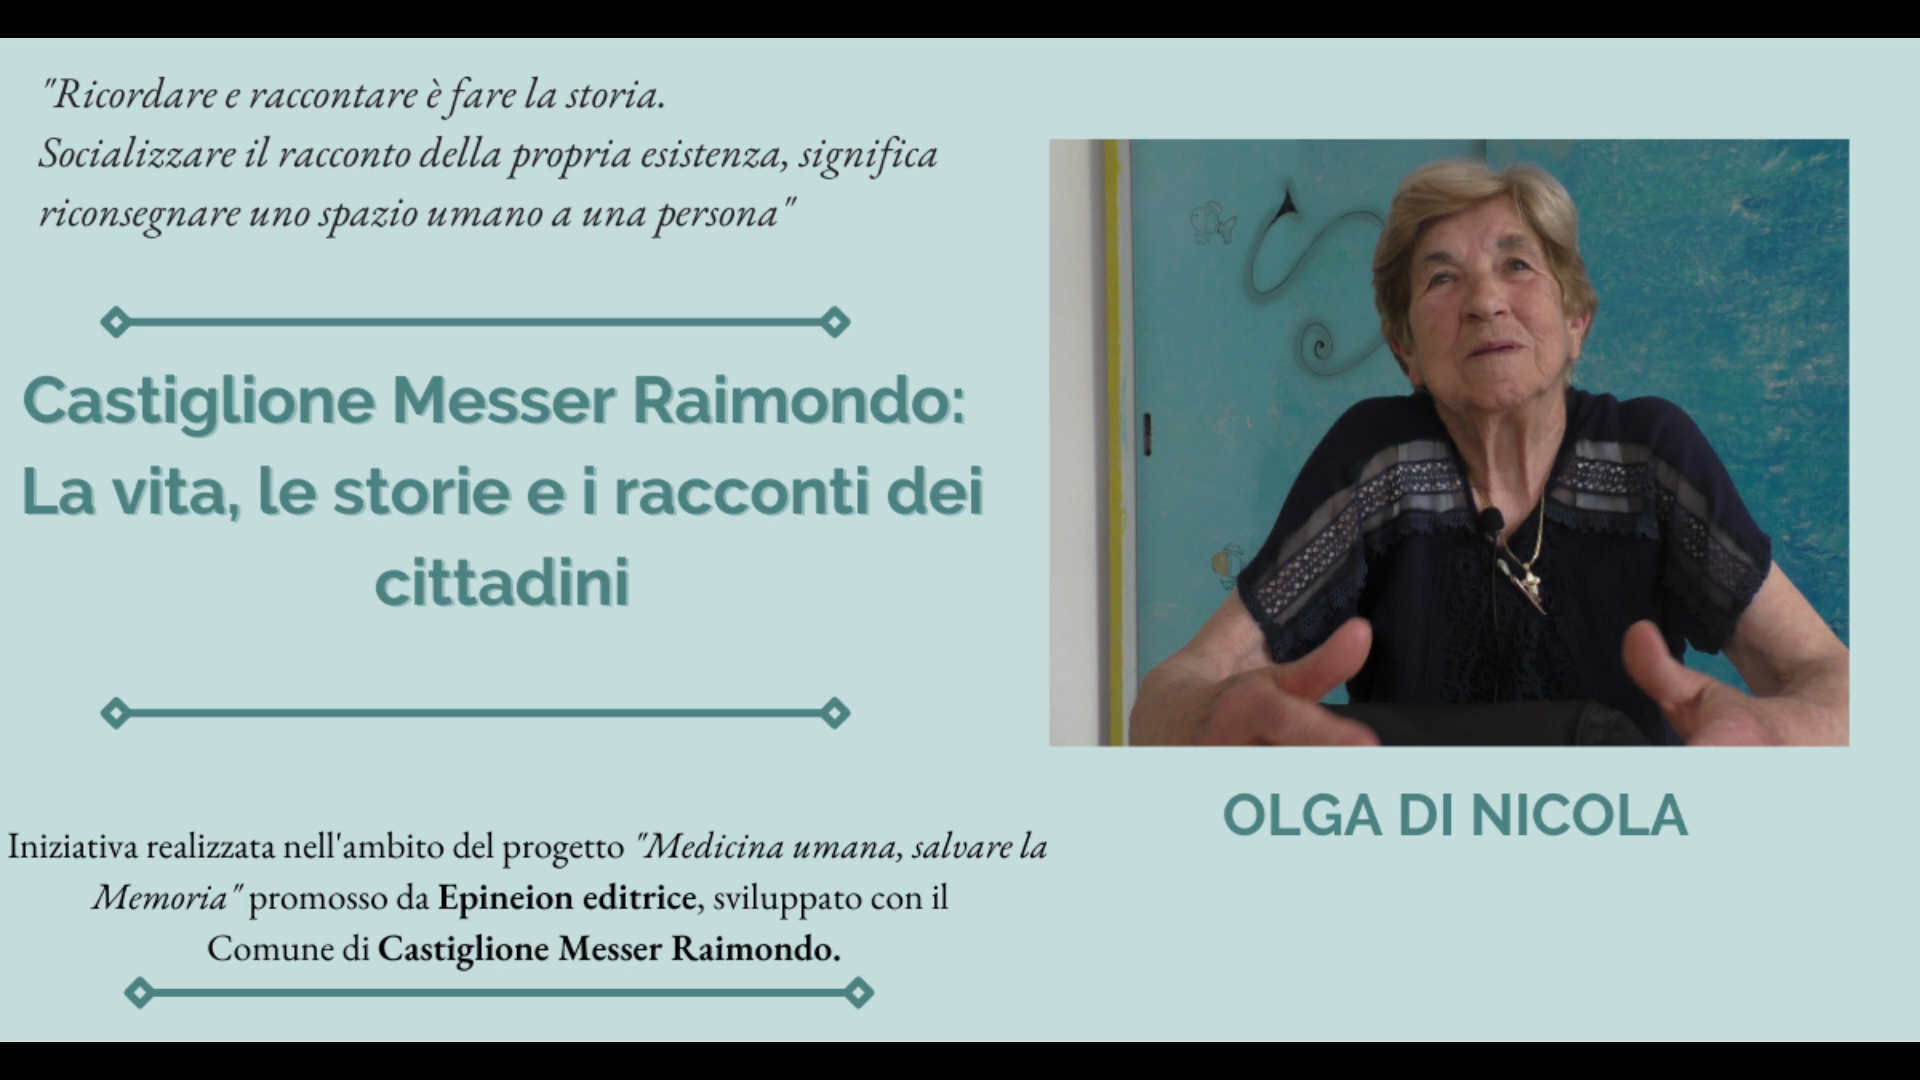 "Ricordare e raccontare è fare la storia.
Socializzare il racconto della propria esistenza, significa
riconsegnare uno spazio umano a una persona"
Castiglione Messer Raimondo:
La vita, le storie e i racconti dei
cittadini
Iniziativa realizzata nell'ambito del progetto "Medicina umana, salvare la
Memoria" promosso da Epineion editrice, sviluppato con il
Comune di Castiglione Messer Raimondo.
OLGA DI NICOLA